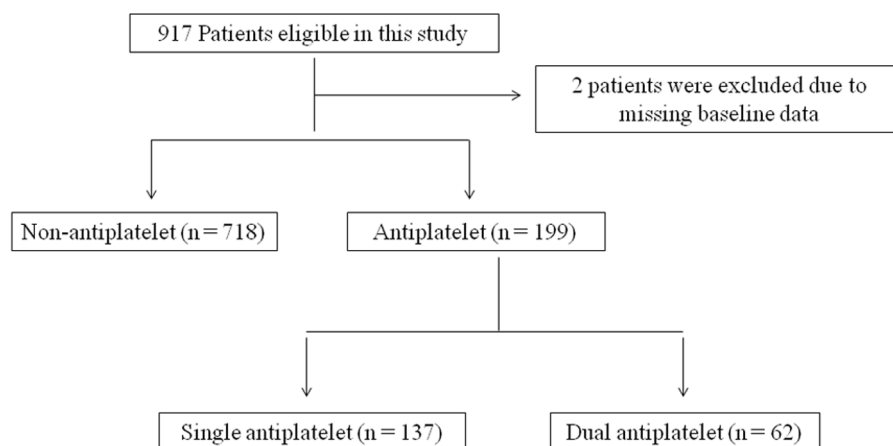 917 Patients eligible in this study
2 patients were excluded due to
missing baseline data
Non-antiplatelet (n = 718)
Antiplatelet (n = 199)
Single antiplatelet (n = 137)
Dual antiplatelet (n = 62)